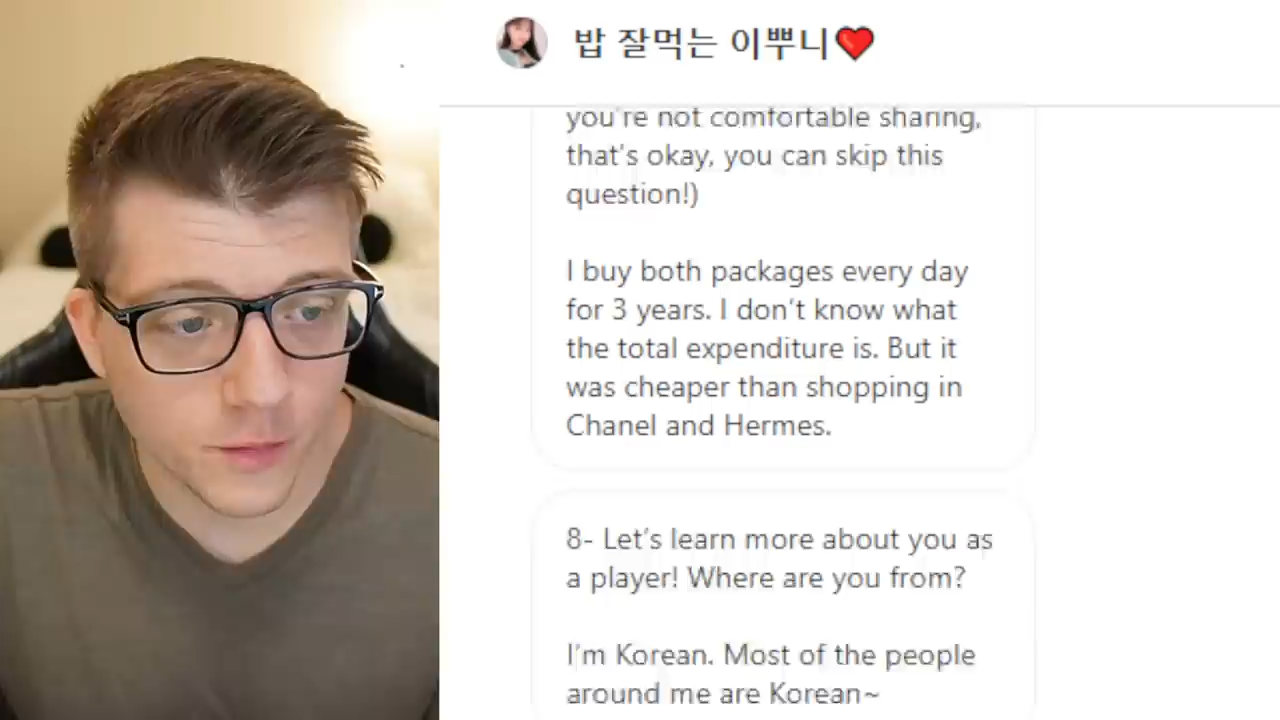 밥 잘먹는 이뿌니❤️
you're not comfortable sharing,
that's okay, you can skip this
question!)
I buy both packages every day
for 3 years. I don't know what
the total expenditure is. But it
was cheaper than shopping in
Chanel and Hermes.
8- Let's learn more about you as
a player! Where are you from?
I'm Korean. Most of the people
around me are Korean~